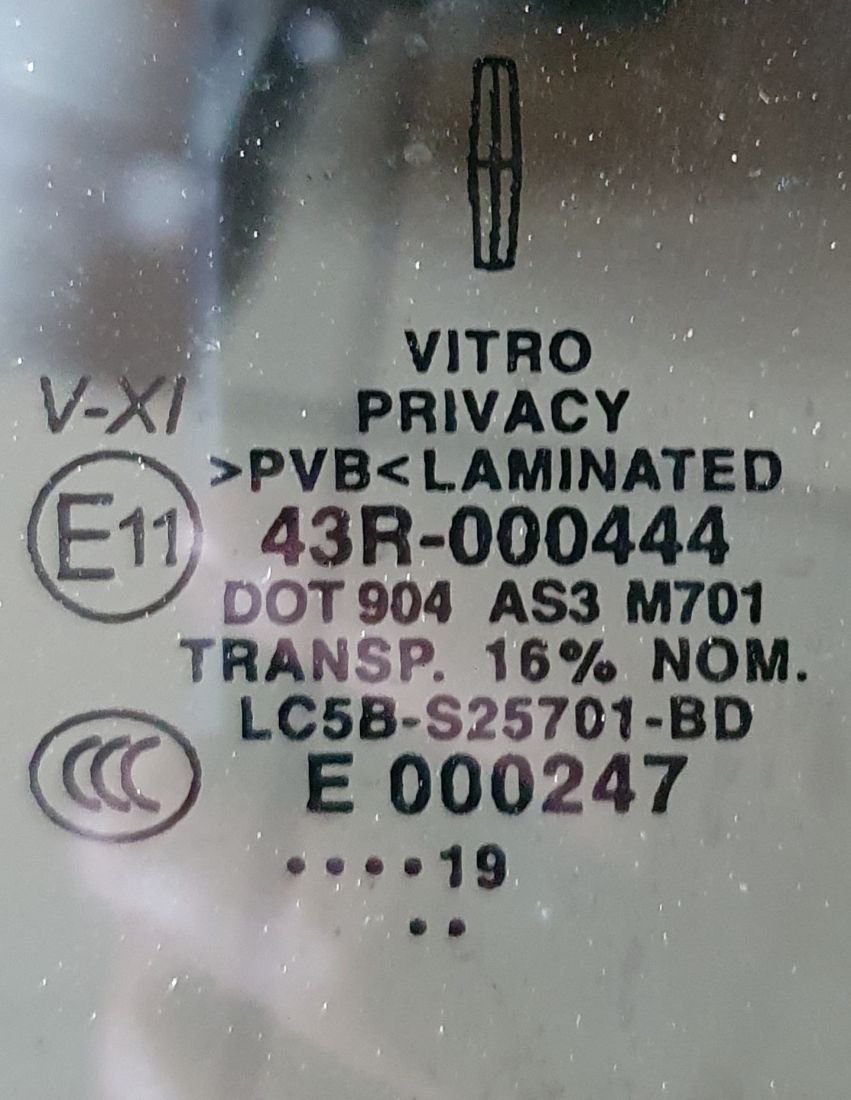 VITRO
V-XI
PRIVACY
>PVB< LAMINATED
E11
43R-000444
DOT 904 AS3 M701
TRANSP. 16% NOM.
LC5B-S25701-BD
CCC
E 000247
....19
..